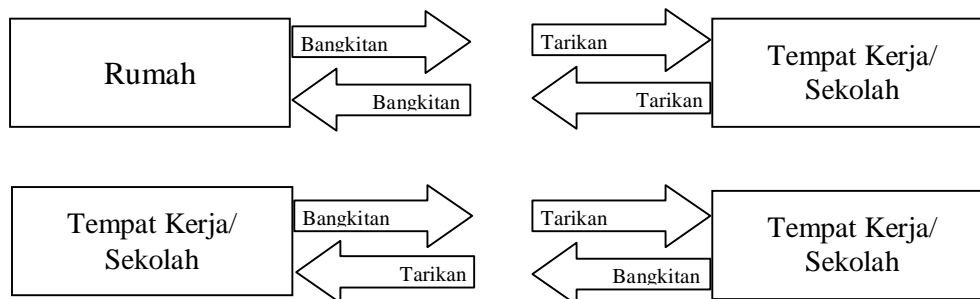 Rumah
Bangkitan
Bangkitan
Tarikan
Tarikan
Tempat Kerja/
Sekolah
Tempat Kerja/
Sekolah
Bangkitan
Tarikan
Tarikan
Bangkitan
Tempat Kerja/
Sekolah